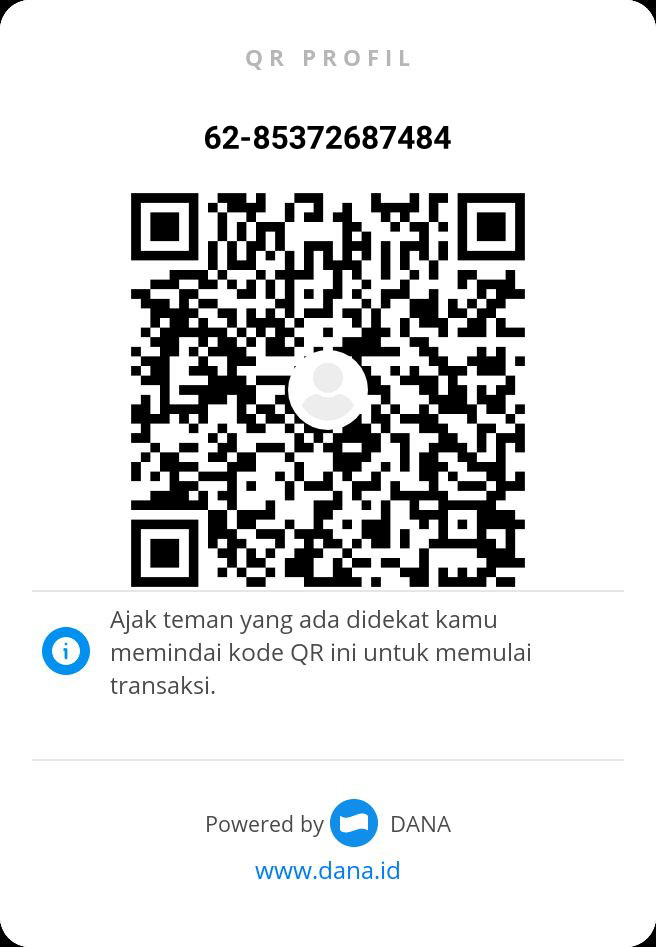 QR PROFIL
62-85372687484
Ajak teman yang ada didekat kamu
memindai kode QR ini untuk memulai
transaksi.
Powered by DANA
www.dana.id